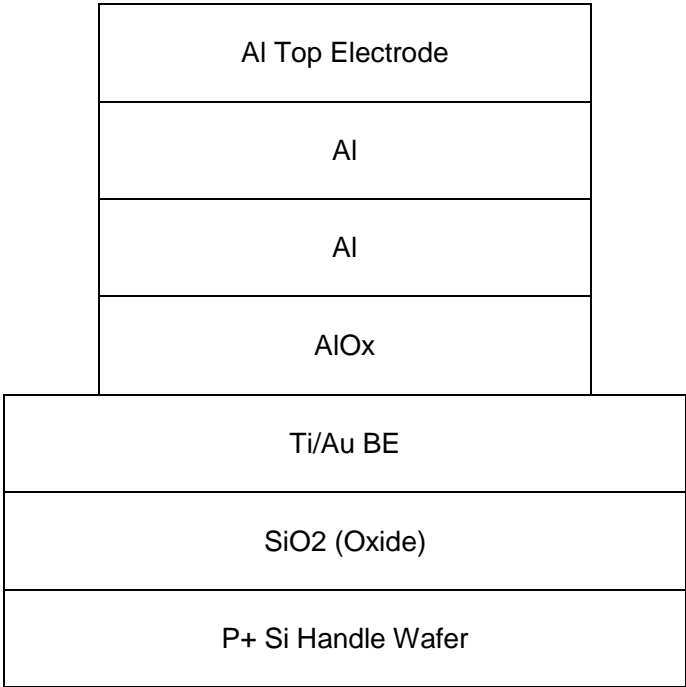 Al Top Electrode
Al
Al
AlOx
Ti/Au BE
SiO2 (Oxide)
P+ Si Handle Wafer